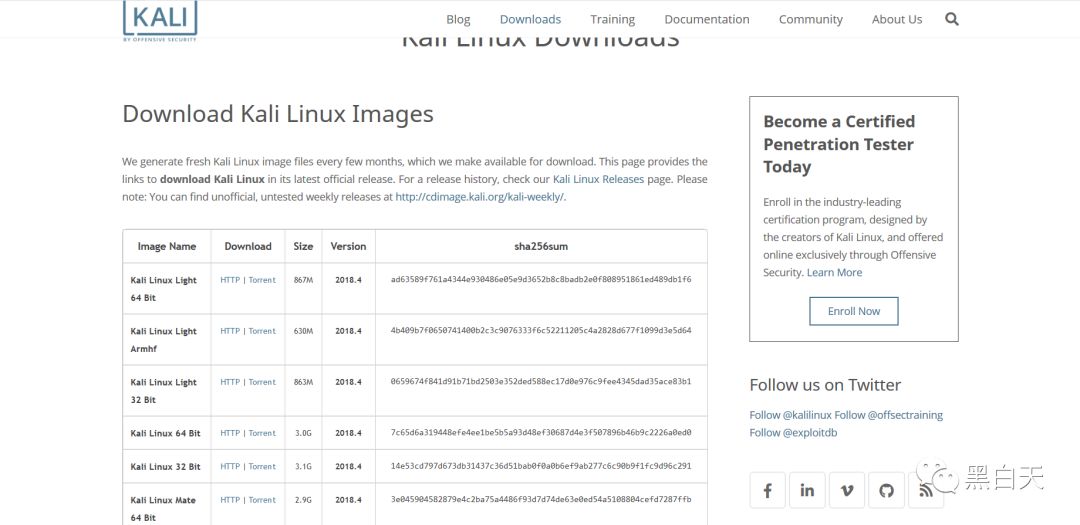 KALI
BY OFFENSIVE SECURITY
Blog Downloads Training Documentation Community About Us
Kali Linux Downloads
Download Kali Linux Images
We generate fresh Kali Linux image files every few months, which we make available for download. This page provides the
links to download Kali Linux in its latest official release. For a release history, check our Kali Linux Releases page. Please
note: You can find unofficial, untested weekly releases at http://cdimage.kali.org/kali-weekly/.
Image Name Download Size Version sha256sum
Kali Linux Light
64 Bit
HTTP | Torrent 867M 2018.4 ad63589f761a4344e930486e05e9d3652b8c8badb2e0f808951861ed489db1f6
Kali Linux Light
Armhf
HTTP | Torrent 630M 2018.4 4b409b7f0650741400b2c3c9076333f6c52211205c4a2828d677f1099d3e5d64
Kali Linux Light
32 Bit
HTTP | Torrent 863M 2018.4 0659674f841d91b71bd2503e352ded588ec17d0e976c9fee4345dad35ace83b1
Kali Linux 64 Bit HTTP | Torrent 3.0G 2018.4 7c65d6a319448efe4ee1be5b5a93d48ef30687d4e3f507896b46b9c2226a0ed0
Kali Linux 32 Bit HTTP | Torrent 3.1G 2018.4 14e53cd797d673db31437c36d51bab0f0a0b6ef9ab277c6c90b9f1fc9d96c291
Kali Linux Mate
64 Bit
HTTP | Torrent 2.9G 2018.4 3e045904582879e4c2ba75a4486f93d7d74de63e0ed54a5108804cefd7287ffb
Become a Certified
Penetration Tester
Today
Enroll in the industry-leading
certification program, designed by
the creators of Kali Linux, and offered
online exclusively through Offensive
Security. Learn More
Enroll Now
Follow us on Twitter
Follow @kalilinux Follow @offsectraining
Follow @exploitdb
黑白天